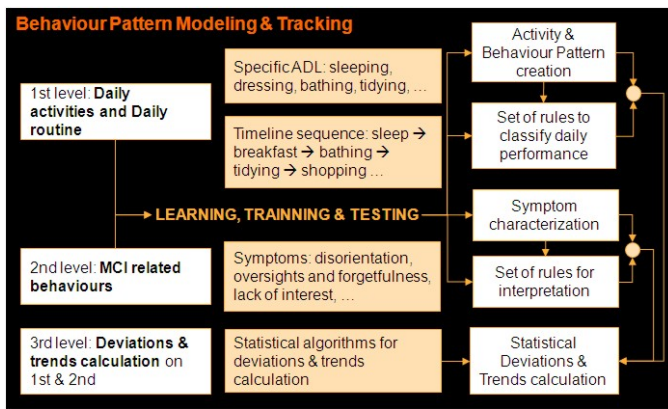 Behaviour Pattern Modeling & Tracking
1st level: Daily
activities and Daily
routine
Specific ADL: sleeping,
dressing, bathing, tidying, ...
Timeline sequence: sleep →
breakfast → bathing →
tidying → shopping ...
Activity &
Behaviour Pattern
creation
Set of rules to
classify daily
performance
LEARNING, TRAINNING & TESTING
Symptom
characterization
2nd level: MCI related
behaviours
Symptoms: disorientation,
oversights and forgetfulness,
lack of interest, ...
Set of rules for
interpretation
3rd level: Deviations &
trends calculation on
1st & 2nd
Statistical algorithms for
deviations & trends
calculation
Statistical
Deviations &
Trends calculation